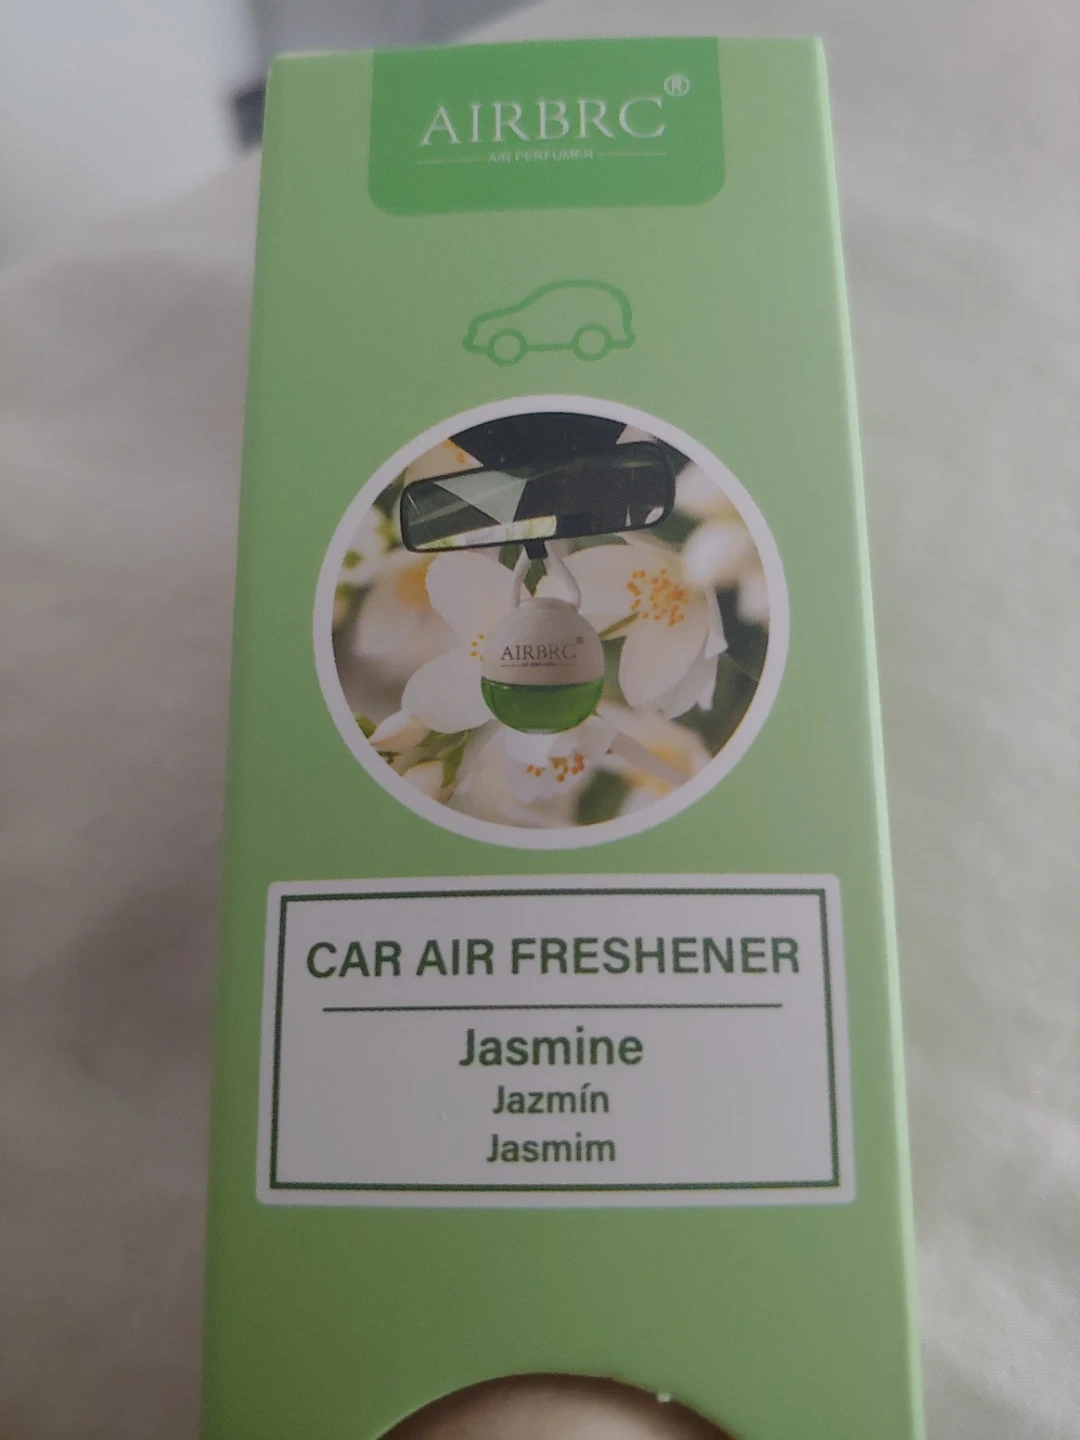 AIRBRC®
AIR PERFUMER
AIRBRC®
CAR AIR FRESHENER
Jasmine
Jazmín
Jasmim